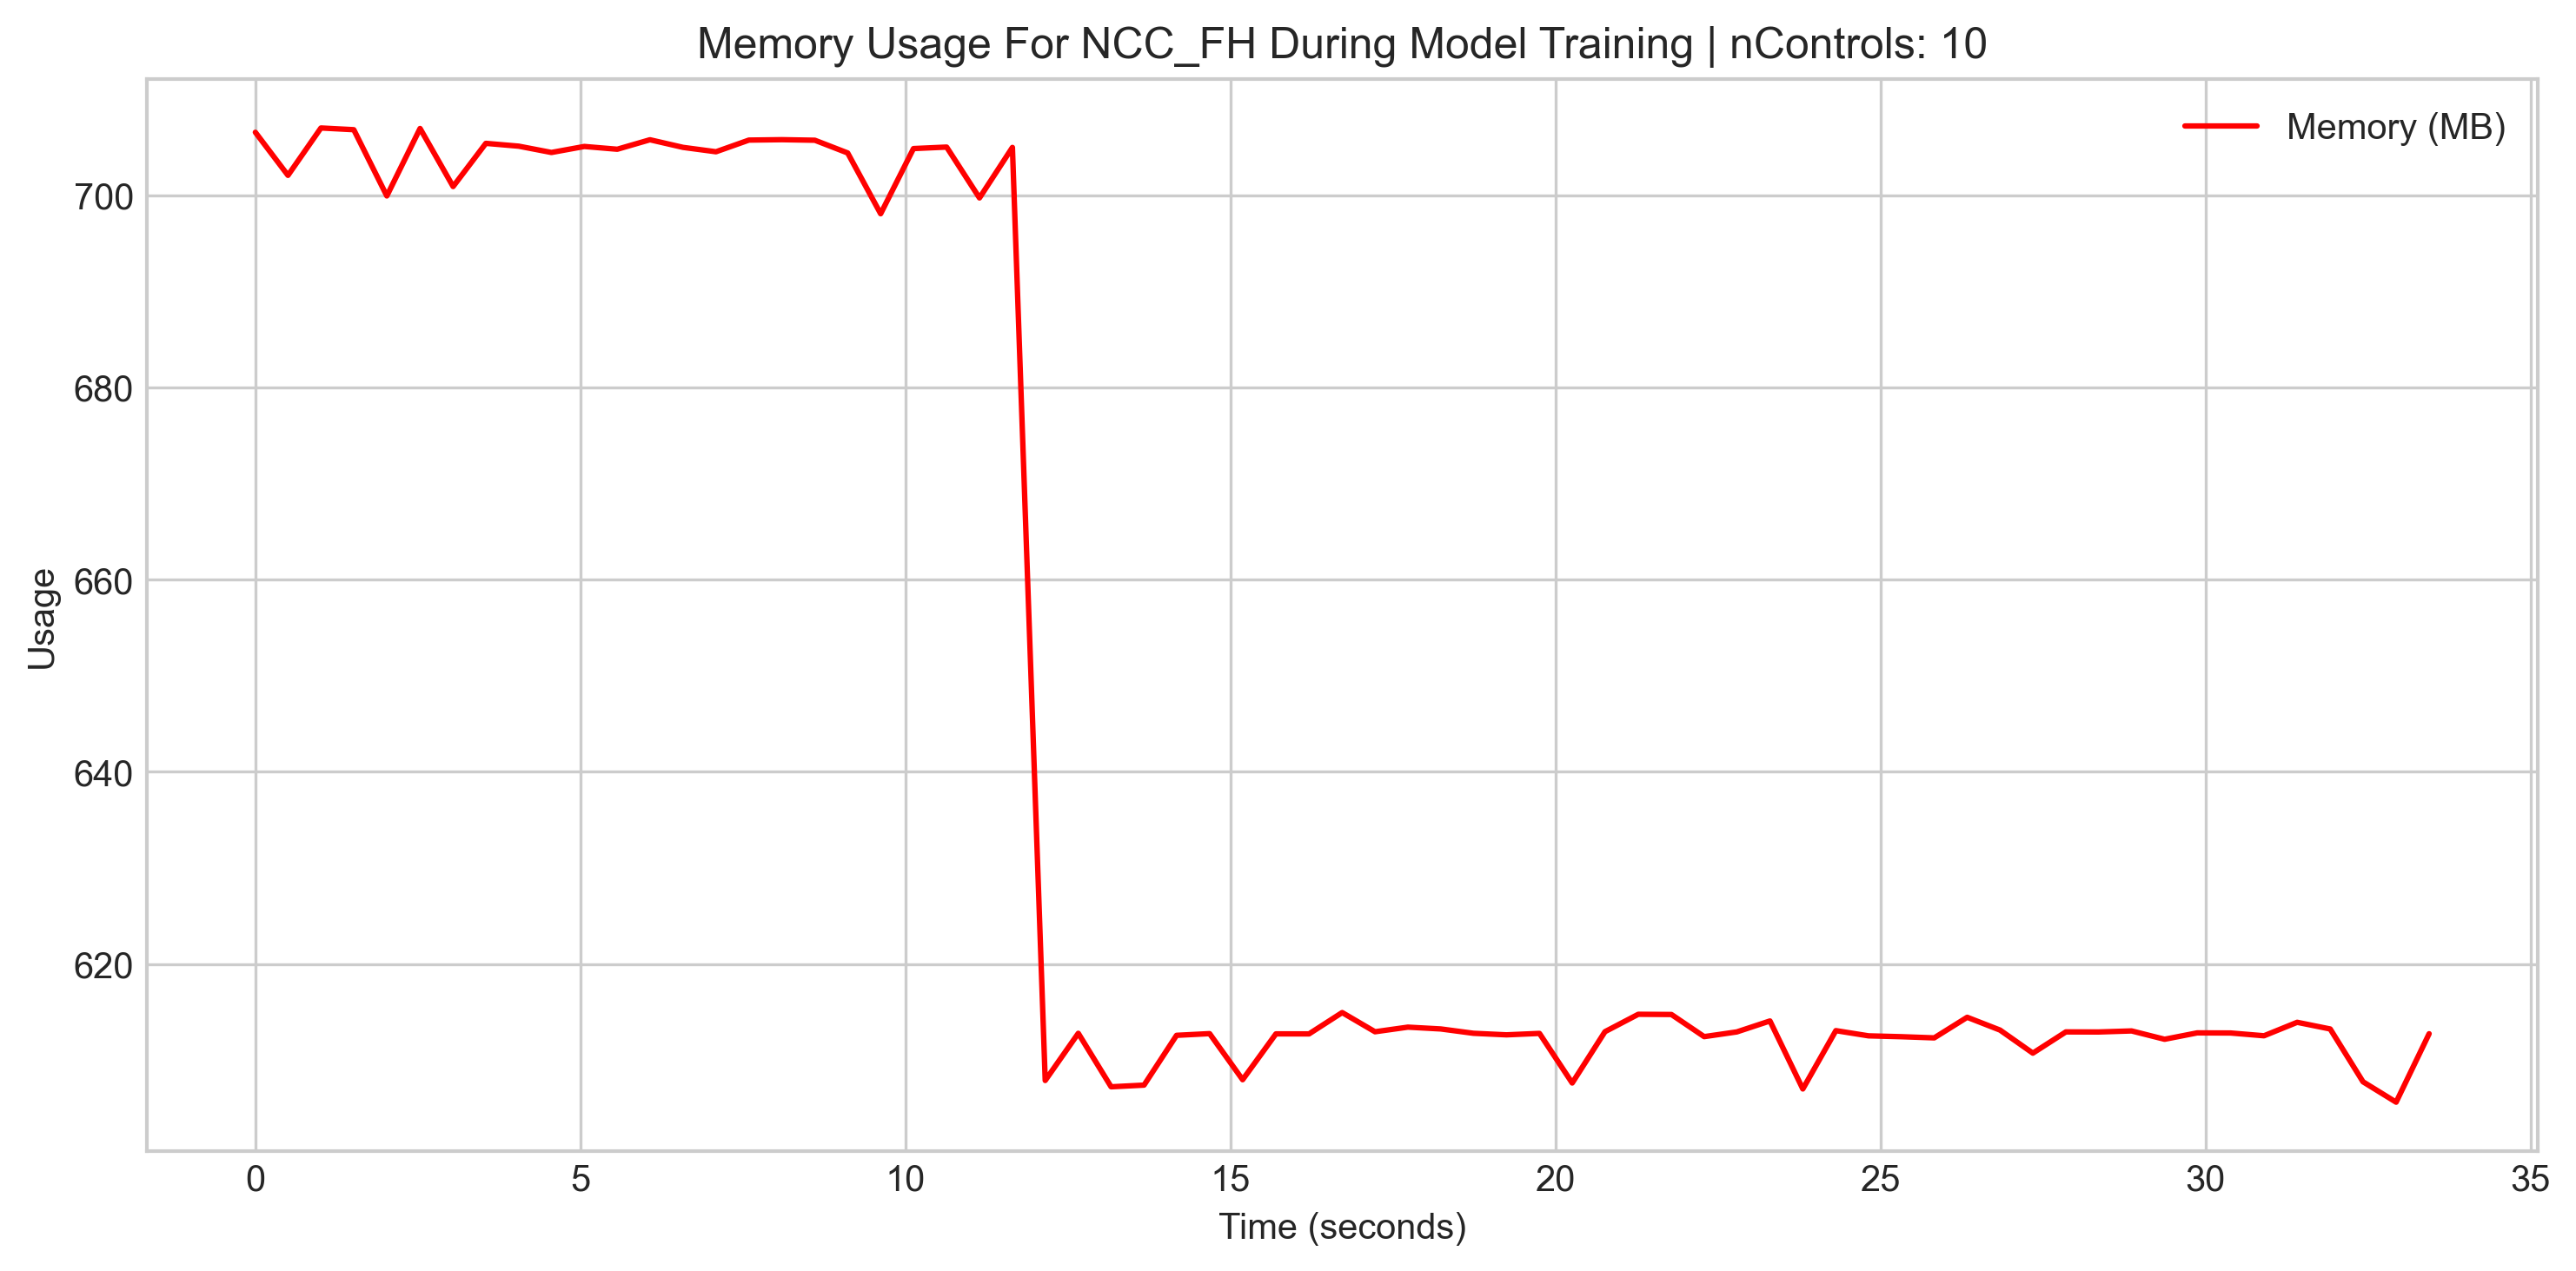 Memory Usage For NCC_FH During Model Training | nControls: 10
Memory (MB)
700
680
660
640
620
Usage
0 5 10 15 20 25 30 35
Time (seconds)